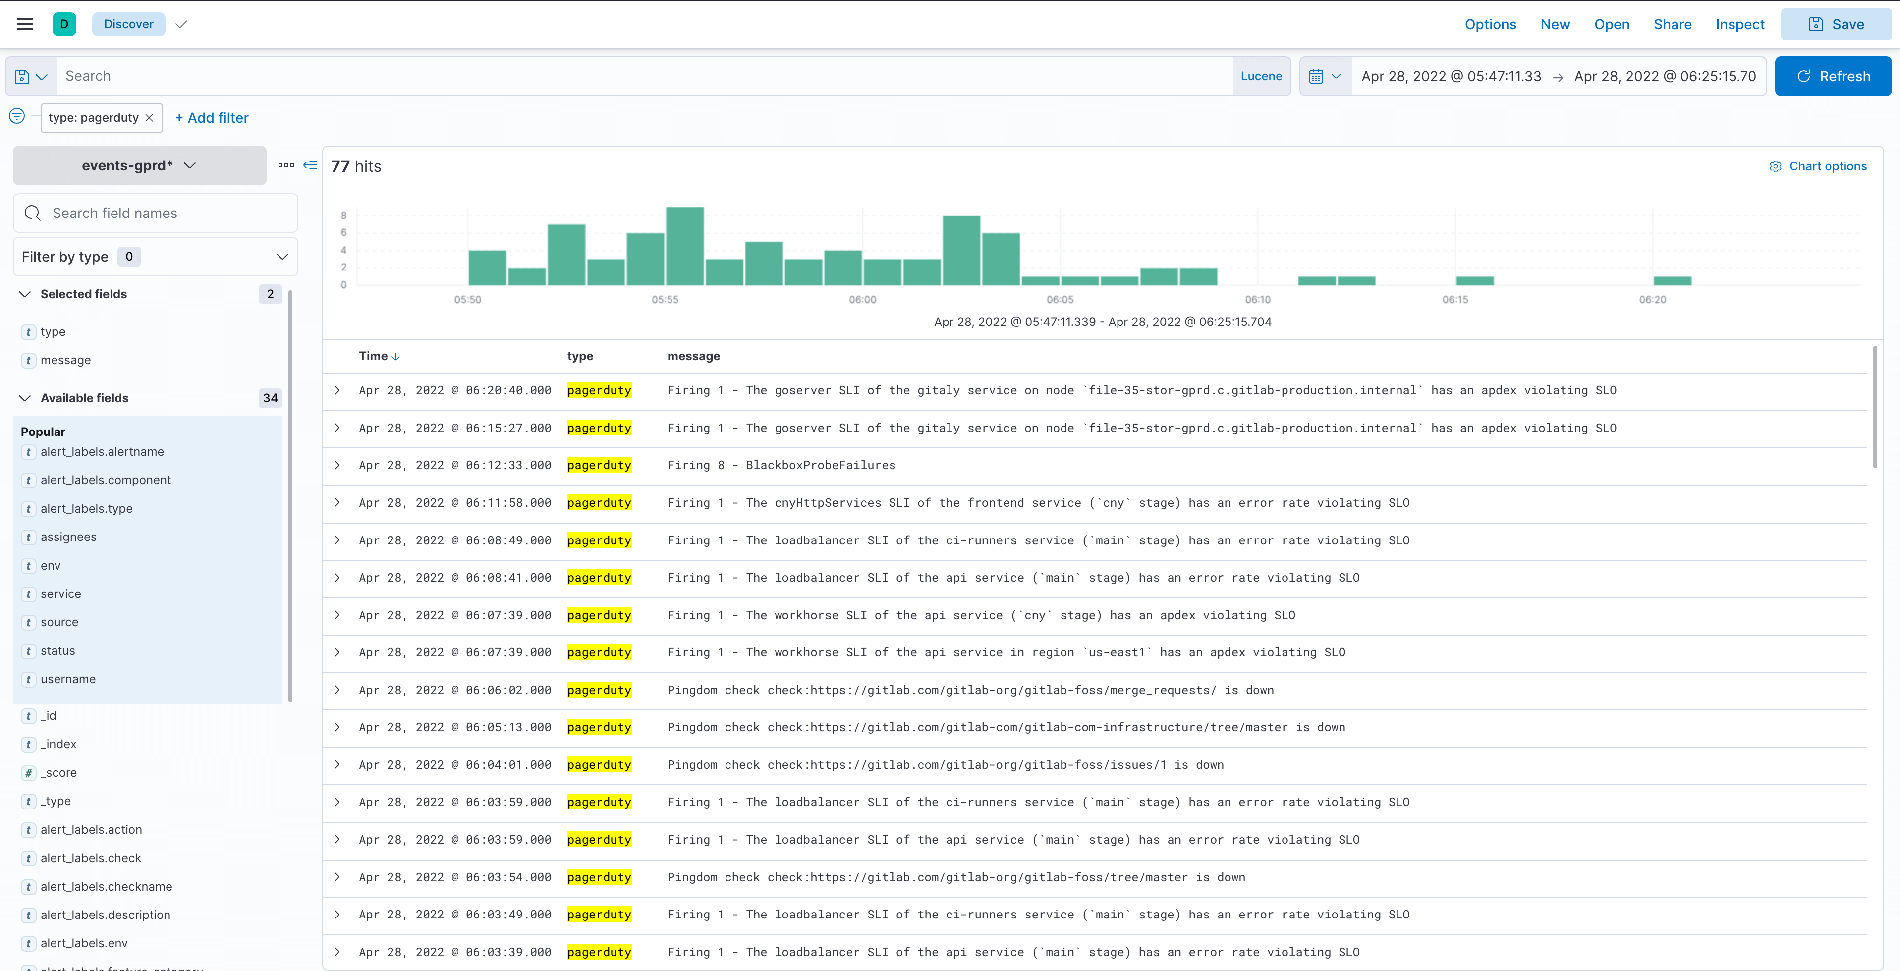 D Discover Options New Open Share Inspect Save
Search Lucene Apr 28, 2022 @ 05:47:11.33 → Apr 28, 2022 @ 06:25:15.70 Refresh
type: pagerduty × + Add filter
events-gprd*
Search field names
Filter by type 0
Selected fields 2
t type
t message
Available fields 34
Popular
t alert_labels.alertname
t alert_labels.component
t alert_labels.type
t assignees
t env
t service
t source
t status
t username
t _id
t _index
# _score
t _type
t alert_labels.action
t alert_labels.check
t alert_labels.checkname
t alert_labels.description
t alert_labels.env
77 hits Chart options
8
6
4
2
0
05:50 05:55 06:00 06:05 06:10 06:15 06:20
Apr 28, 2022 @ 05:47:11.339 - Apr 28, 2022 @ 06:25:15.704
Time ↓ type message
Apr 28, 2022 @ 06:20:40.000 pagerduty Firing 1 - The goserver SLI of the gitaly service on node `file-35-stor-gprd.c.gitlab-production.internal` has an apdex violating SLO
Apr 28, 2022 @ 06:15:27.000 pagerduty Firing 1 - The goserver SLI of the gitaly service on node `file-35-stor-gprd.c.gitlab-production.internal` has an apdex violating SLO
Apr 28, 2022 @ 06:12:33.000 pagerduty Firing 8 - BlackboxProbeFailures
Apr 28, 2022 @ 06:11:58.000 pagerduty Firing 1 - The cnyHttpServices SLI of the frontend service (`cny` stage) has an error rate violating SLO
Apr 28, 2022 @ 06:08:49.000 pagerduty Firing 1 - The loadbalancer SLI of the ci-runners service (`main` stage) has an error rate violating SLO
Apr 28, 2022 @ 06:08:41.000 pagerduty Firing 1 - The loadbalancer SLI of the api service (`main` stage) has an error rate violating SLO
Apr 28, 2022 @ 06:07:39.000 pagerduty Firing 1 - The workhorse SLI of the api service (`cny` stage) has an apdex violating SLO
Apr 28, 2022 @ 06:07:39.000 pagerduty Firing 1 - The workhorse SLI of the api service in region `us-east1` has an apdex violating SLO
Apr 28, 2022 @ 06:06:02.000 pagerduty Pingdom check check:https://gitlab.com/gitlab-org/gitlab-foss/merge_requests/ is down
Apr 28, 2022 @ 06:05:13.000 pagerduty Pingdom check check:https://gitlab.com/gitlab-com/gitlab-com-infrastructure/tree/master is down
Apr 28, 2022 @ 06:04:01.000 pagerduty Pingdom check check:https://gitlab.com/gitlab-org/gitlab-foss/issues/1 is down
Apr 28, 2022 @ 06:03:59.000 pagerduty Firing 1 - The loadbalancer SLI of the ci-runners service (`main` stage) has an error rate violating SLO
Apr 28, 2022 @ 06:03:59.000 pagerduty Firing 1 - The loadbalancer SLI of the api service (`main` stage) has an error rate violating SLO
Apr 28, 2022 @ 06:03:54.000 pagerduty Pingdom check check:https://gitlab.com/gitlab-org/gitlab-foss/tree/master is down
Apr 28, 2022 @ 06:03:49.000 pagerduty Firing 1 - The loadbalancer SLI of the ci-runners service (`main` stage) has an error rate violating SLO
Apr 28, 2022 @ 06:03:39.000 pagerduty Firing 1 - The loadbalancer SLI of the api service (`main` stage) has an error rate violating SLO